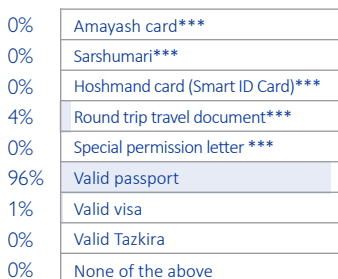 0% Amayash card***
0% Sarshumari***
0% Hoshmand card (Smart ID Card)***
4% Round trip travel document***
0% Special permission letter ***
96% Valid passport
1% Valid visa
0% Valid Tazkira
0% None of the above